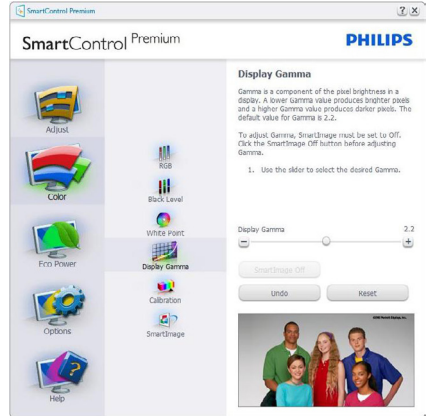 SmartControl Premium
SmartControl Premium
PHILIPS
Adjust
Color
Eco Power
Options
Help
RGB
Black Level
White Point
Display Gamma
Calibration
SmartImage
Display Gamma
Gamma is a component of the pixel brightness in a
display. A lower Gamma value produces brighter pixels
and a higher Gamma value produces darker pixels. The
default value for Gamma is 2.2.
To adjust Gamma, SmartImage must be set to Off.
Click the SmartImage Off button before adjusting
Gamma.
1. Use the slider to select the desired Gamma.
Display Gamma 2.2
SmartImage Off
Undo Reset